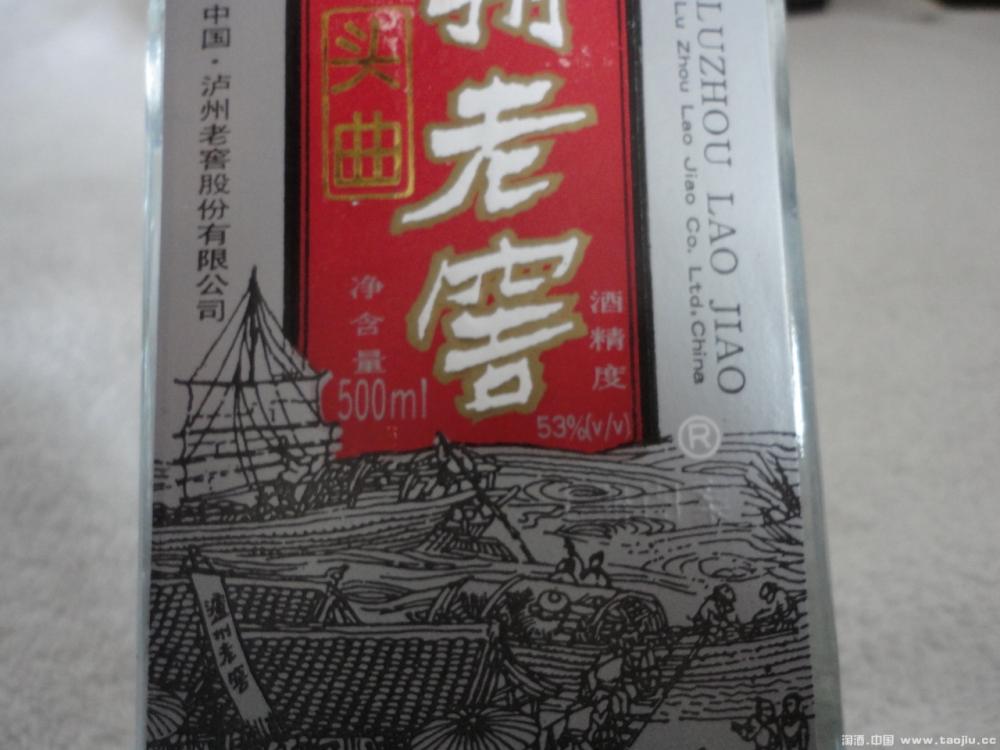 中国·泸州老窖股份有限公司
头曲
老窖
净含量
500ml
酒精度
53%(v/v)
LUZHOU LAO JIAO
Lu Zhou Lao Jiao Co. Ltd. China
®
泸州老窖
淘酒.中国 www.taojiu.cc